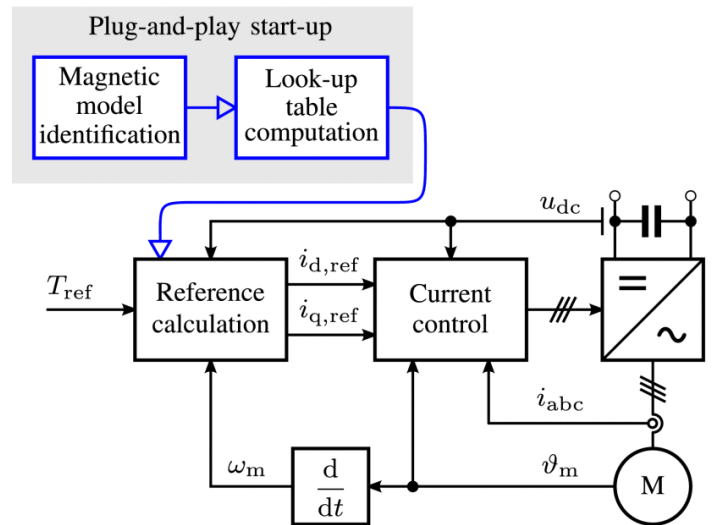 Plug-and-play start-up
Magnetic
model
identification
Look-up
table
computation
u_dc
T_ref
Reference
calculation
i_d,ref
i_q,ref
Current
control
=
~
i_abc
ω_m
d
dt
ϑ_m
M